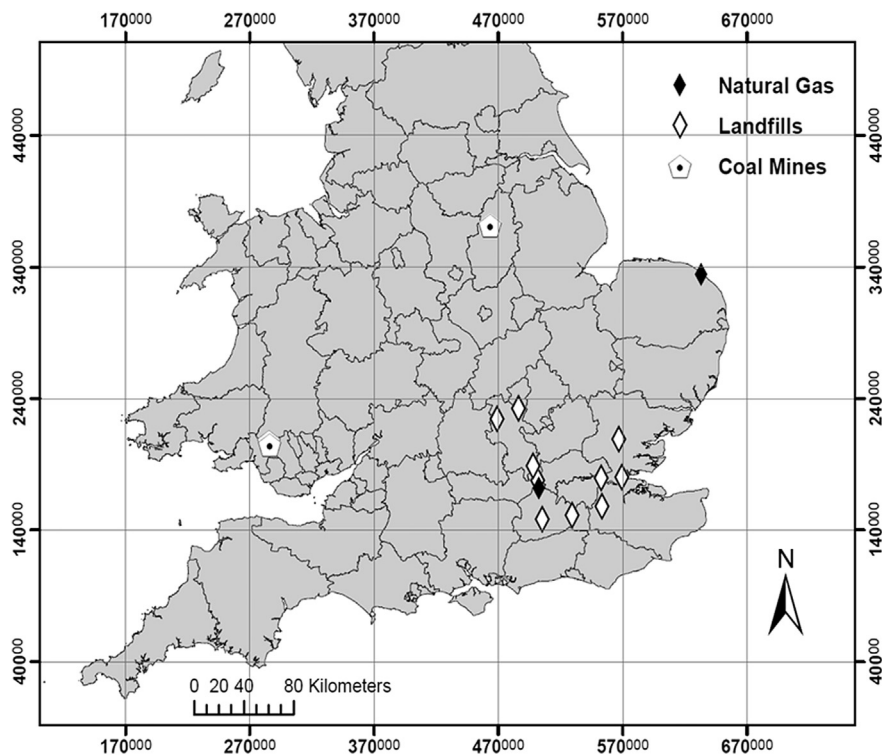 170000 270000 370000 470000 570000 670000
Natural Gas
Landfills
Coal Mines
440000 440000
340000 340000
240000 240000
140000 140000
N
40000 40000
0 20 40 80 Kilometers
170000 270000 370000 470000 570000 670000